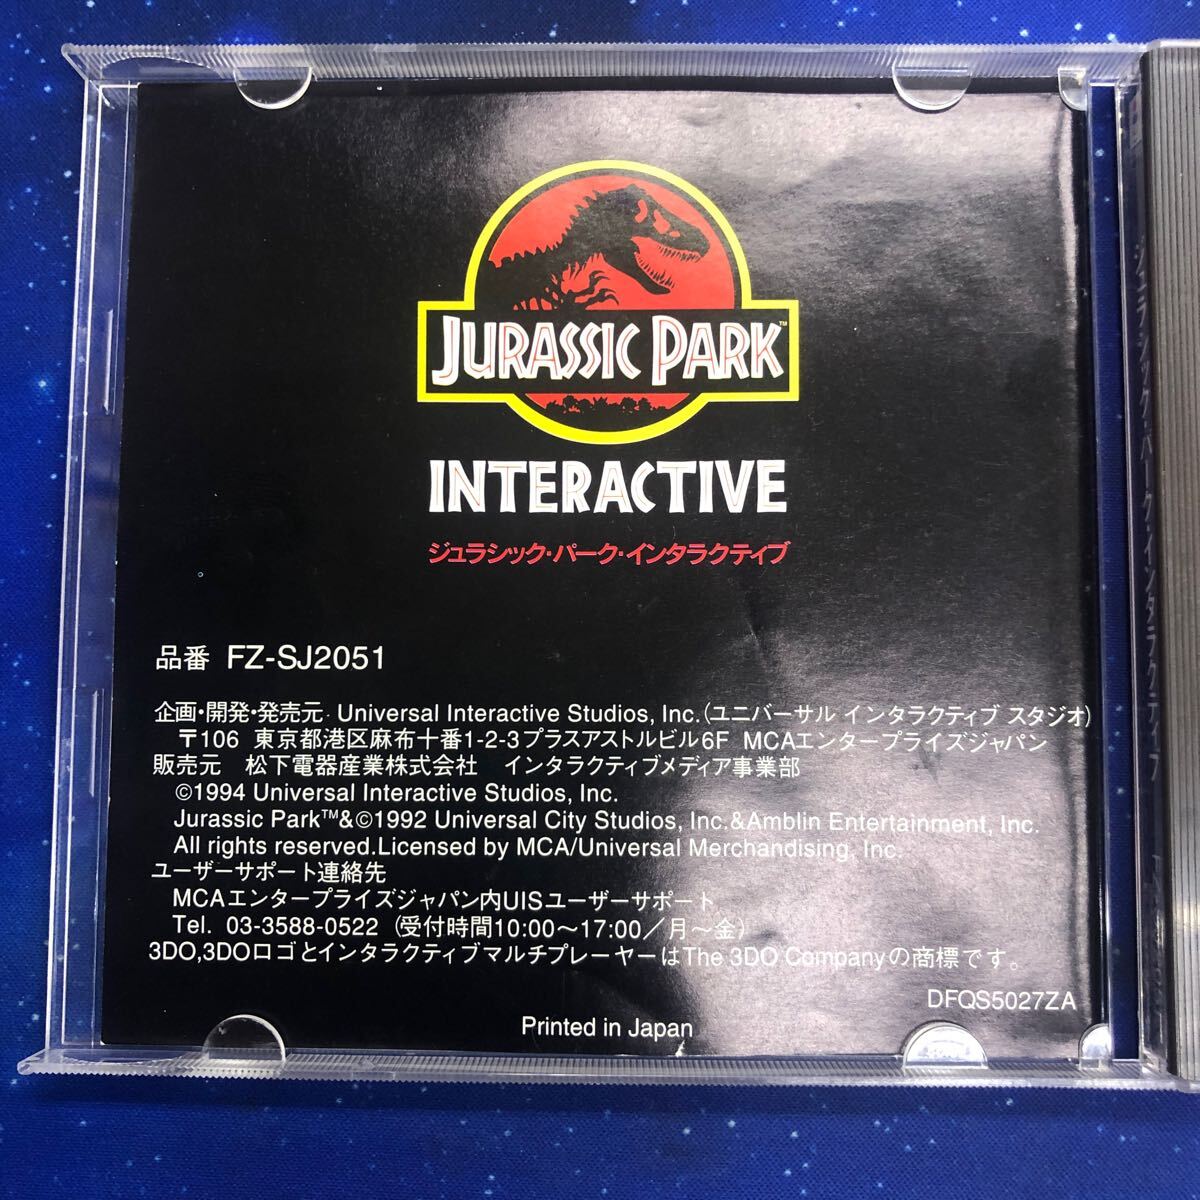 JURASSIC PARK™
INTERACTIVE
ジュラシック・パーク・インタラクティブ
品番 FZ-SJ2051
企画・開発・発売元 Universal Interactive Studios, Inc.(ユニバーサル インタラクティブ スタジオ)
〒106 東京都港区麻布十番1-2-3プラスアストルビル6F MCAエンタープライズジャパン
販売元 松下電器産業株式会社 インタラクティブメディア事業部
©1994 Universal Interactive Studios, Inc.
Jurassic Park™&©1992 Universal City Studios, Inc.&Amblin Entertainment, Inc.
All rights reserved.Licensed by MCA/Universal Merchandising, Inc.
ユーザーサポート連絡先
MCAエンタープライズジャパン内UISユーザーサポート
Tel. 03-3588-0522 (受付時間10:00〜17:00/月〜金)
3DO,3DOロゴとインタラクティブマルチプレーヤーはThe 3DO Companyの商標です。
DFQS5027ZA
Printed in Japan
ジュラシック・パーク・インタラクティブ